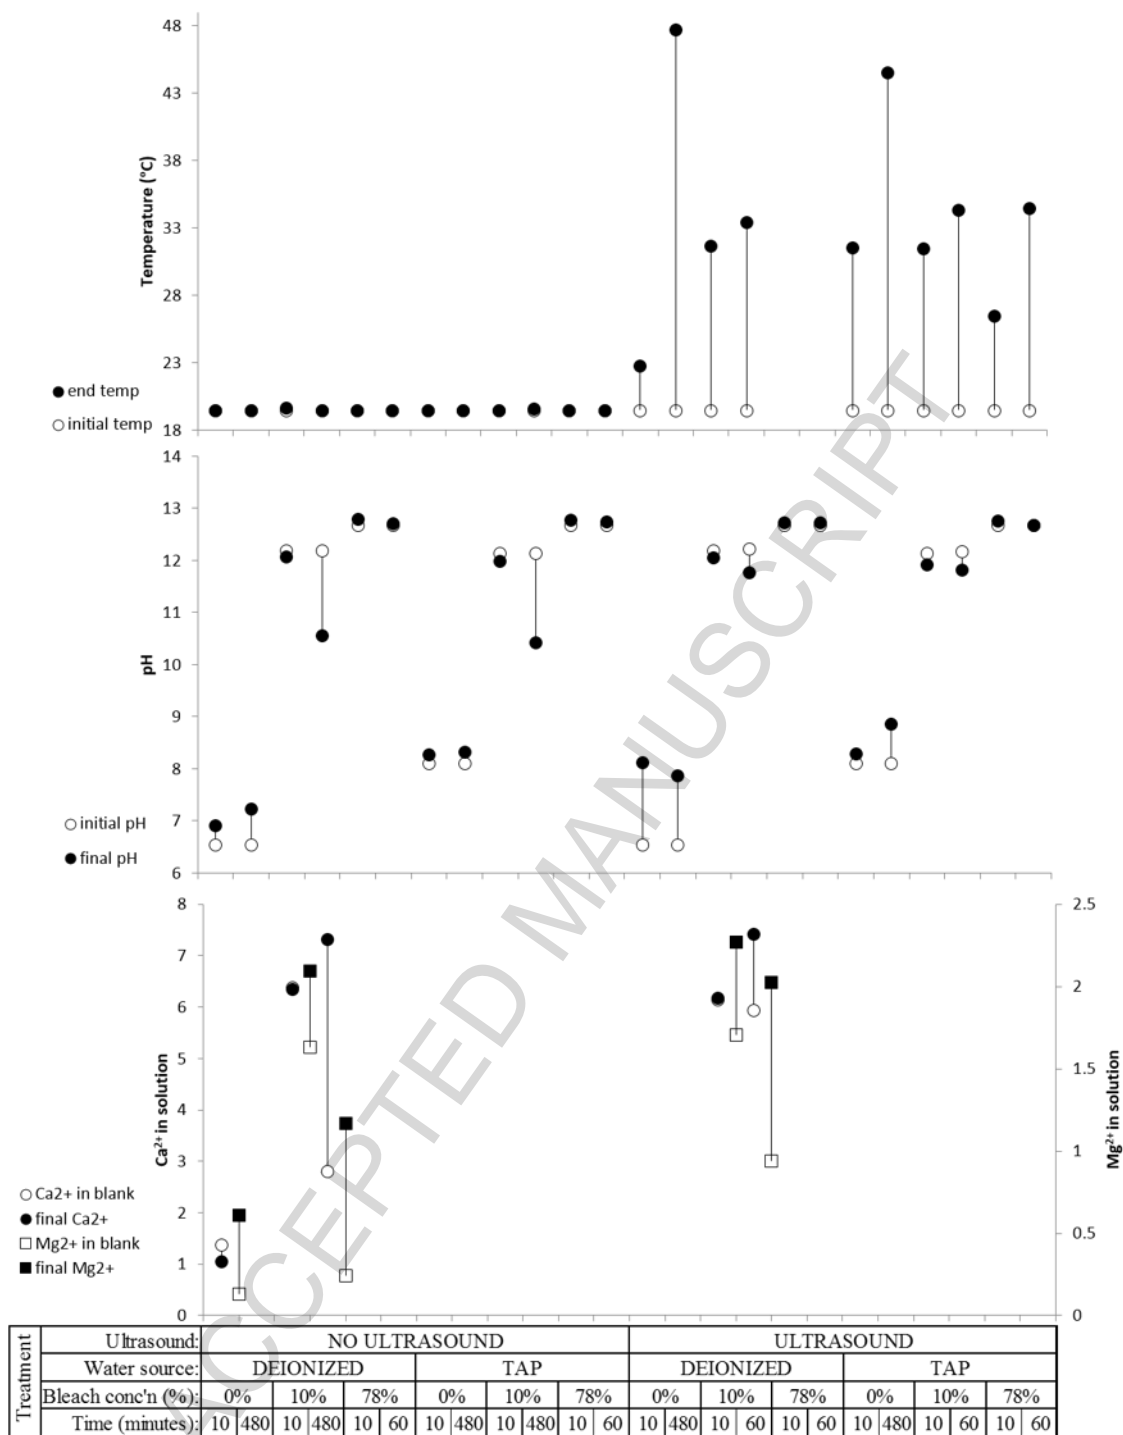 48
43
38
33
28
23
18
Temperature (°C)
end temp
initial temp
14
13
12
11
10
9
8
7
6
pH
initial pH
final pH
8
7
6
5
4
3
2
1
0
Ca²⁺ in solution
2.5
2
1.5
1
0.5
0
Mg²⁺ in solution
Ca2+ in blank
final Ca2+
Mg2+ in blank
final Mg2+
ACCEPTED MANUSCRIPT
Treatment
Ultrasound: NO ULTRASOUND ULTRASOUND
Water source: DEIONIZED TAP DEIONIZED TAP
Bleach conc'n (%): 0% 10% 78% 0% 10% 78% 0% 10% 78% 0% 10% 78%
Time (minutes): 10 480 10 480 10 60 10 480 10 480 10 60 10 480 10 60 10 60 10 480 10 60 10 60